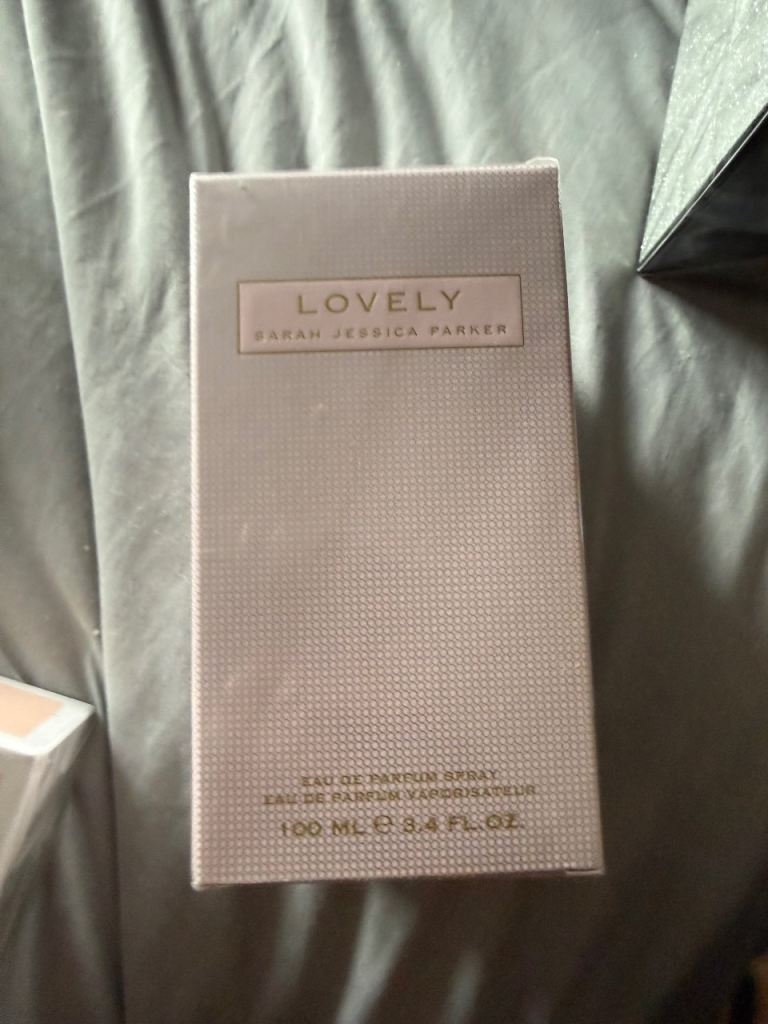 LOVELY
SARAH JESSICA PARKER
EAU DE PARFUM SPRAY
EAU DE PARFUM VAPORISATEUR
100 ML ℮ 3.4 FL.OZ.